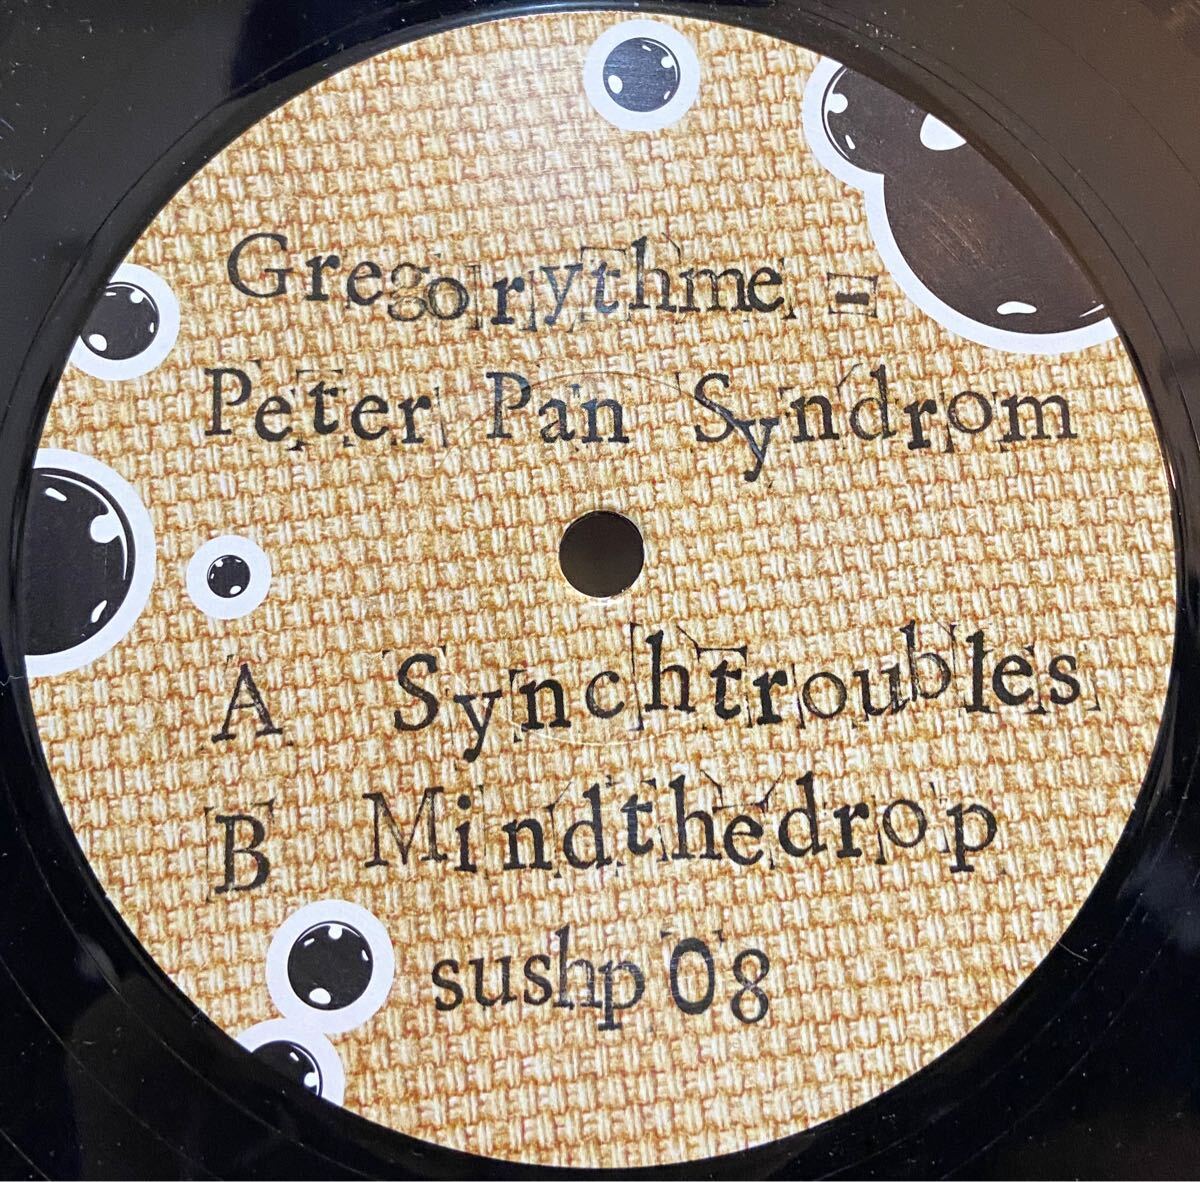 Gregorythme -
Peter Pan Syndrom
A Synchtroubles
B Mindthedrop
sushp 08